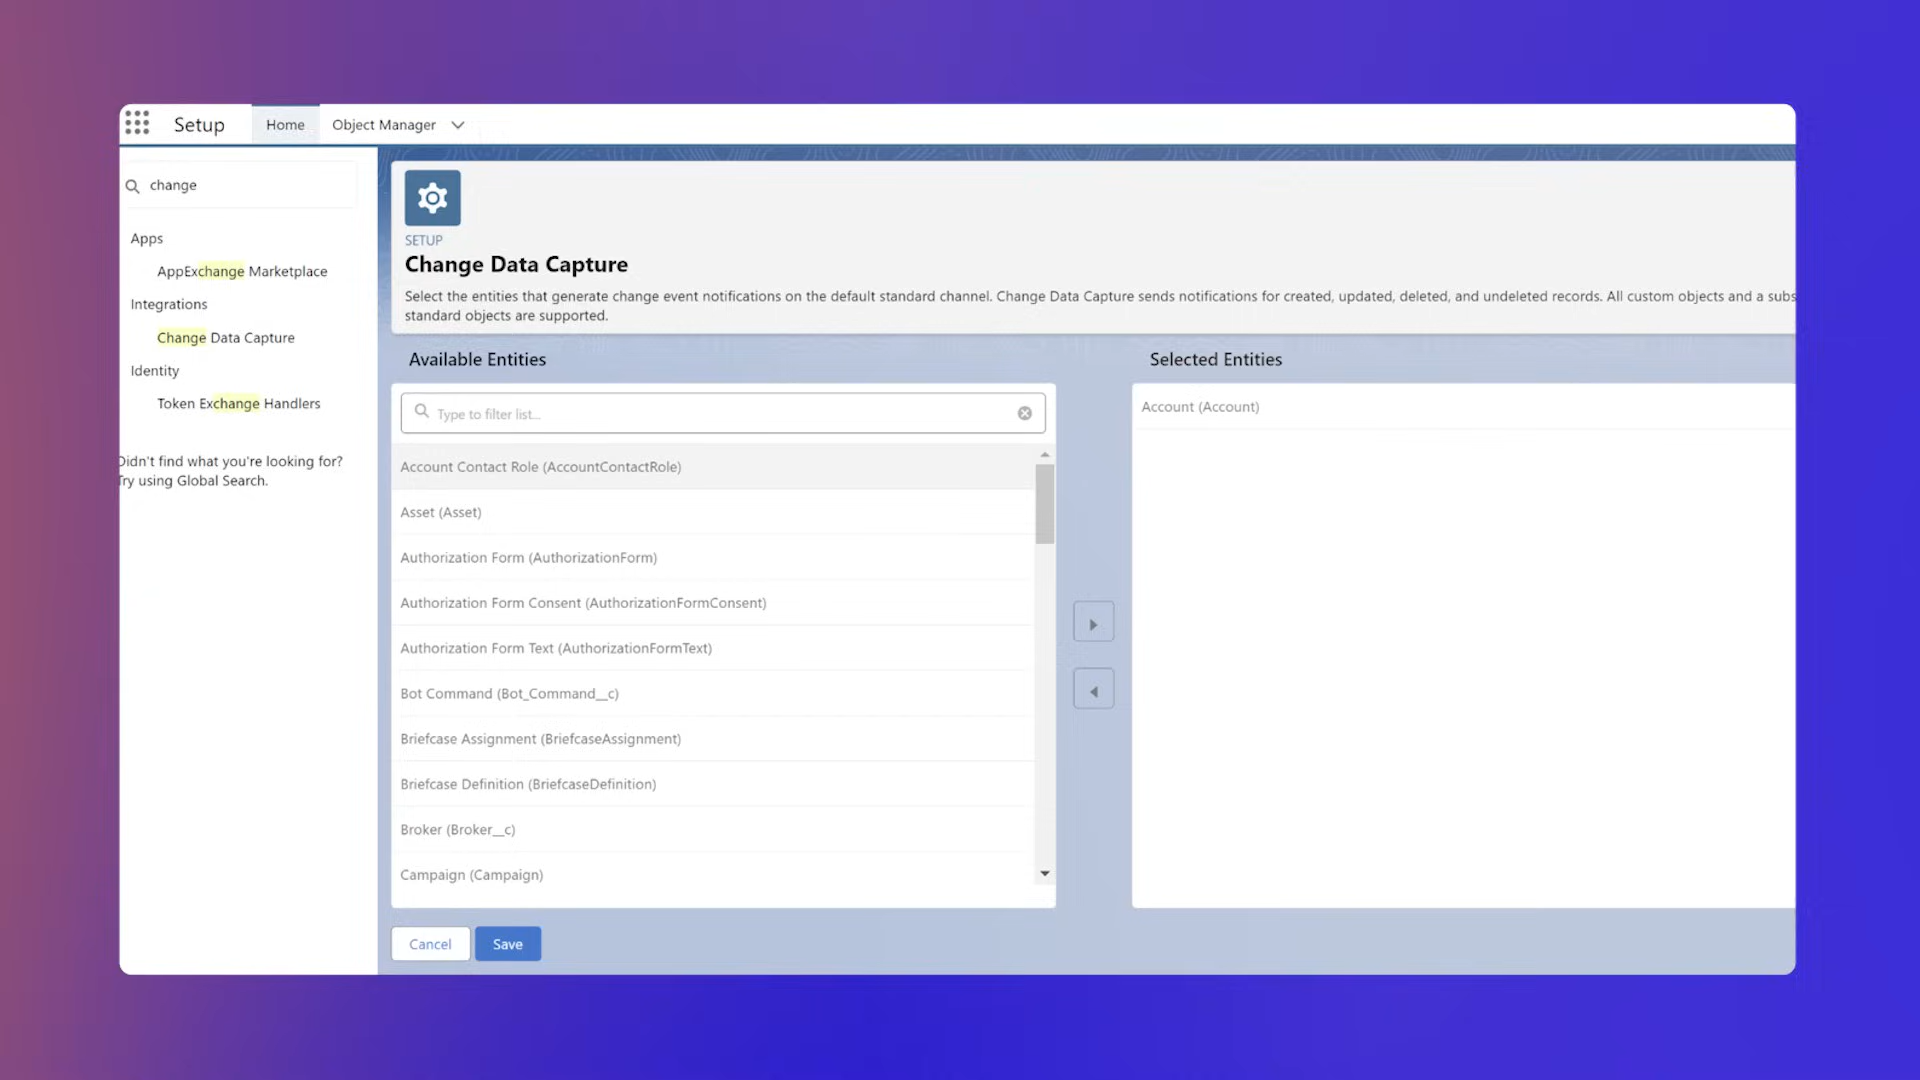 Setup
Home
Object Manager
change
Apps
AppExchange Marketplace
Integrations
Change Data Capture
Identity
Token Exchange Handlers
Didn't find what you're looking for?
Try using Global Search.
SETUP
Change Data Capture
Select the entities that generate change event notifications on the default standard channel. Change Data Capture sends notifications for created, updated, deleted, and undeleted records. All custom objects and a subs
standard objects are supported.
Available Entities
Type to filter list...
Account Contact Role (AccountContactRole)
Asset (Asset)
Authorization Form (AuthorizationForm)
Authorization Form Consent (AuthorizationFormConsent)
Authorization Form Text (AuthorizationFormText)
Bot Command (Bot_Command__c)
Briefcase Assignment (BriefcaseAssignment)
Briefcase Definition (BriefcaseDefinition)
Broker (Broker__c)
Campaign (Campaign)
Selected Entities
Account (Account)
Cancel
Save